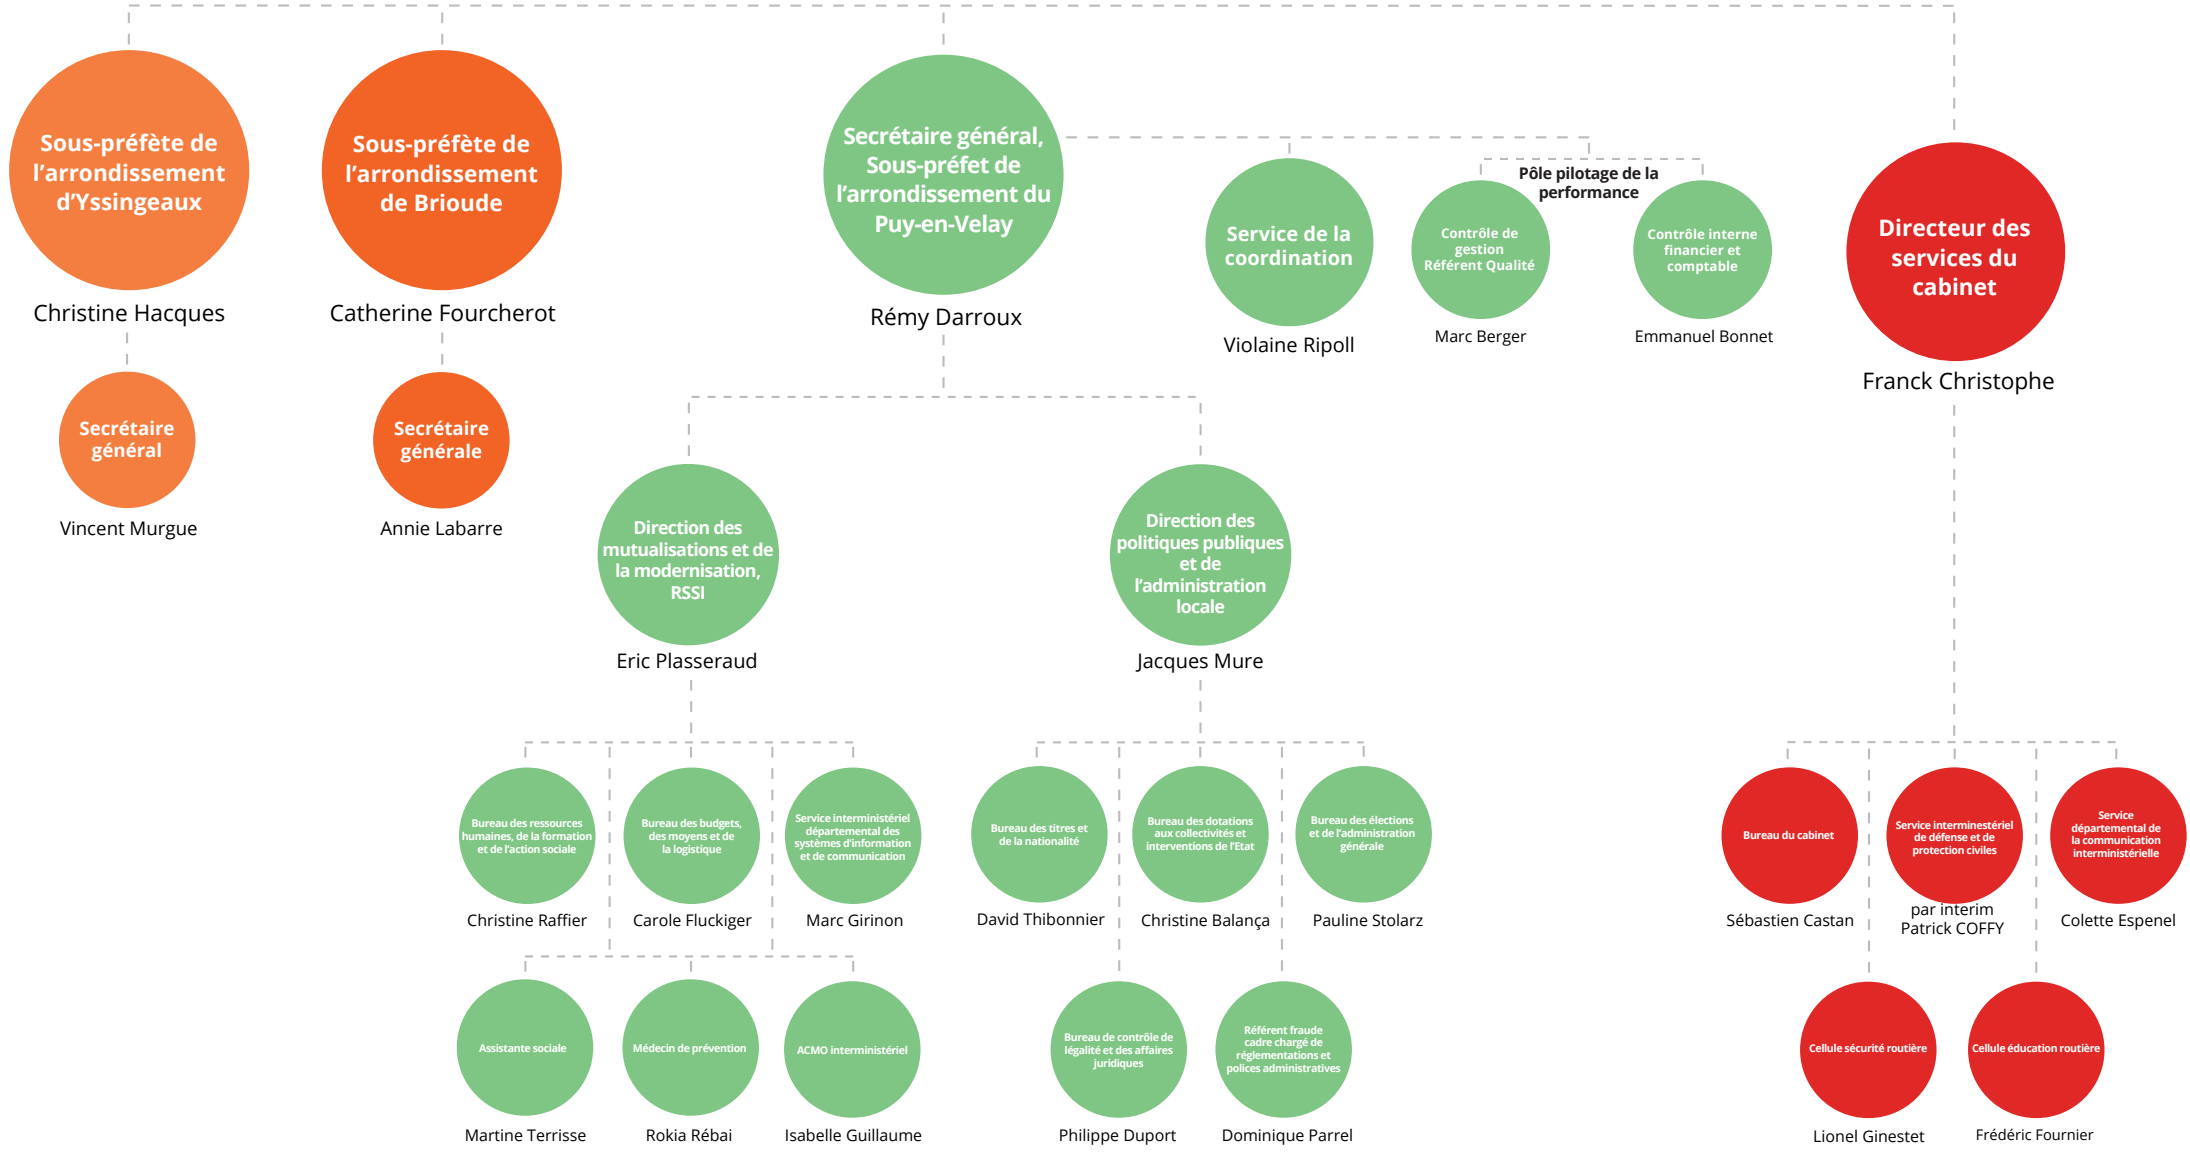 Sous-préfète de
l’arrondissement
d’Yssingeaux
Christine Hacques
Secrétaire
général
Vincent Murgue
Sous-préfète de
l’arrondissement
de Brioude
Catherine Fourcherot
Secrétaire
générale
Annie Labarre
Secrétaire général,
Sous-préfet de
l’arrondissement du
Puy-en-Velay
Rémy Darroux
Service de la
coordination
Violaine Ripoll
Pôle pilotage de la
performance
Contrôle de
gestion
Référent Qualité
Marc Berger
Contrôle interne
financier et
comptable
Emmanuel Bonnet
Directeur des
services du
cabinet
Franck Christophe
Direction des
mutualisations et de
la modernisation,
RSSI
Eric Plasseraud
Direction des
politiques publiques
et de
l’administration
locale
Jacques Mure
Bureau des ressources
humaines, de la formation
et de l’action sociale
Christine Raffier
Bureau des budgets,
des moyens et de
la logistique
Carole Fluckiger
Service interministériel
départemental des
systèmes d’information
et de communication
Marc Girinon
Assistante sociale
Martine Terrisse
Médecin de prévention
Rokia Rébai
ACMO interministériel
Isabelle Guillaume
Bureau des titres et
de la nationalité
David Thibonnier
Bureau des dotations
aux collectivités et
interventions de l’Etat
Christine Balança
Bureau des élections
et de l’administration
générale
Pauline Stolarz
Bureau de contrôle de
légalité et des affaires
juridiques
Philippe Duport
Référent fraude
cadre chargé de
réglementations et
polices administratives
Dominique Parrel
Bureau du cabinet
Sébastien Castan
Service interminestériel
de défense et de
protection civiles
par interim
Patrick COFFY
Service
départemental de
la communication
interministérielle
Colette Espenel
Cellule sécurité routière
Lionel Ginestet
Cellule éducation routière
Frédéric Fournier